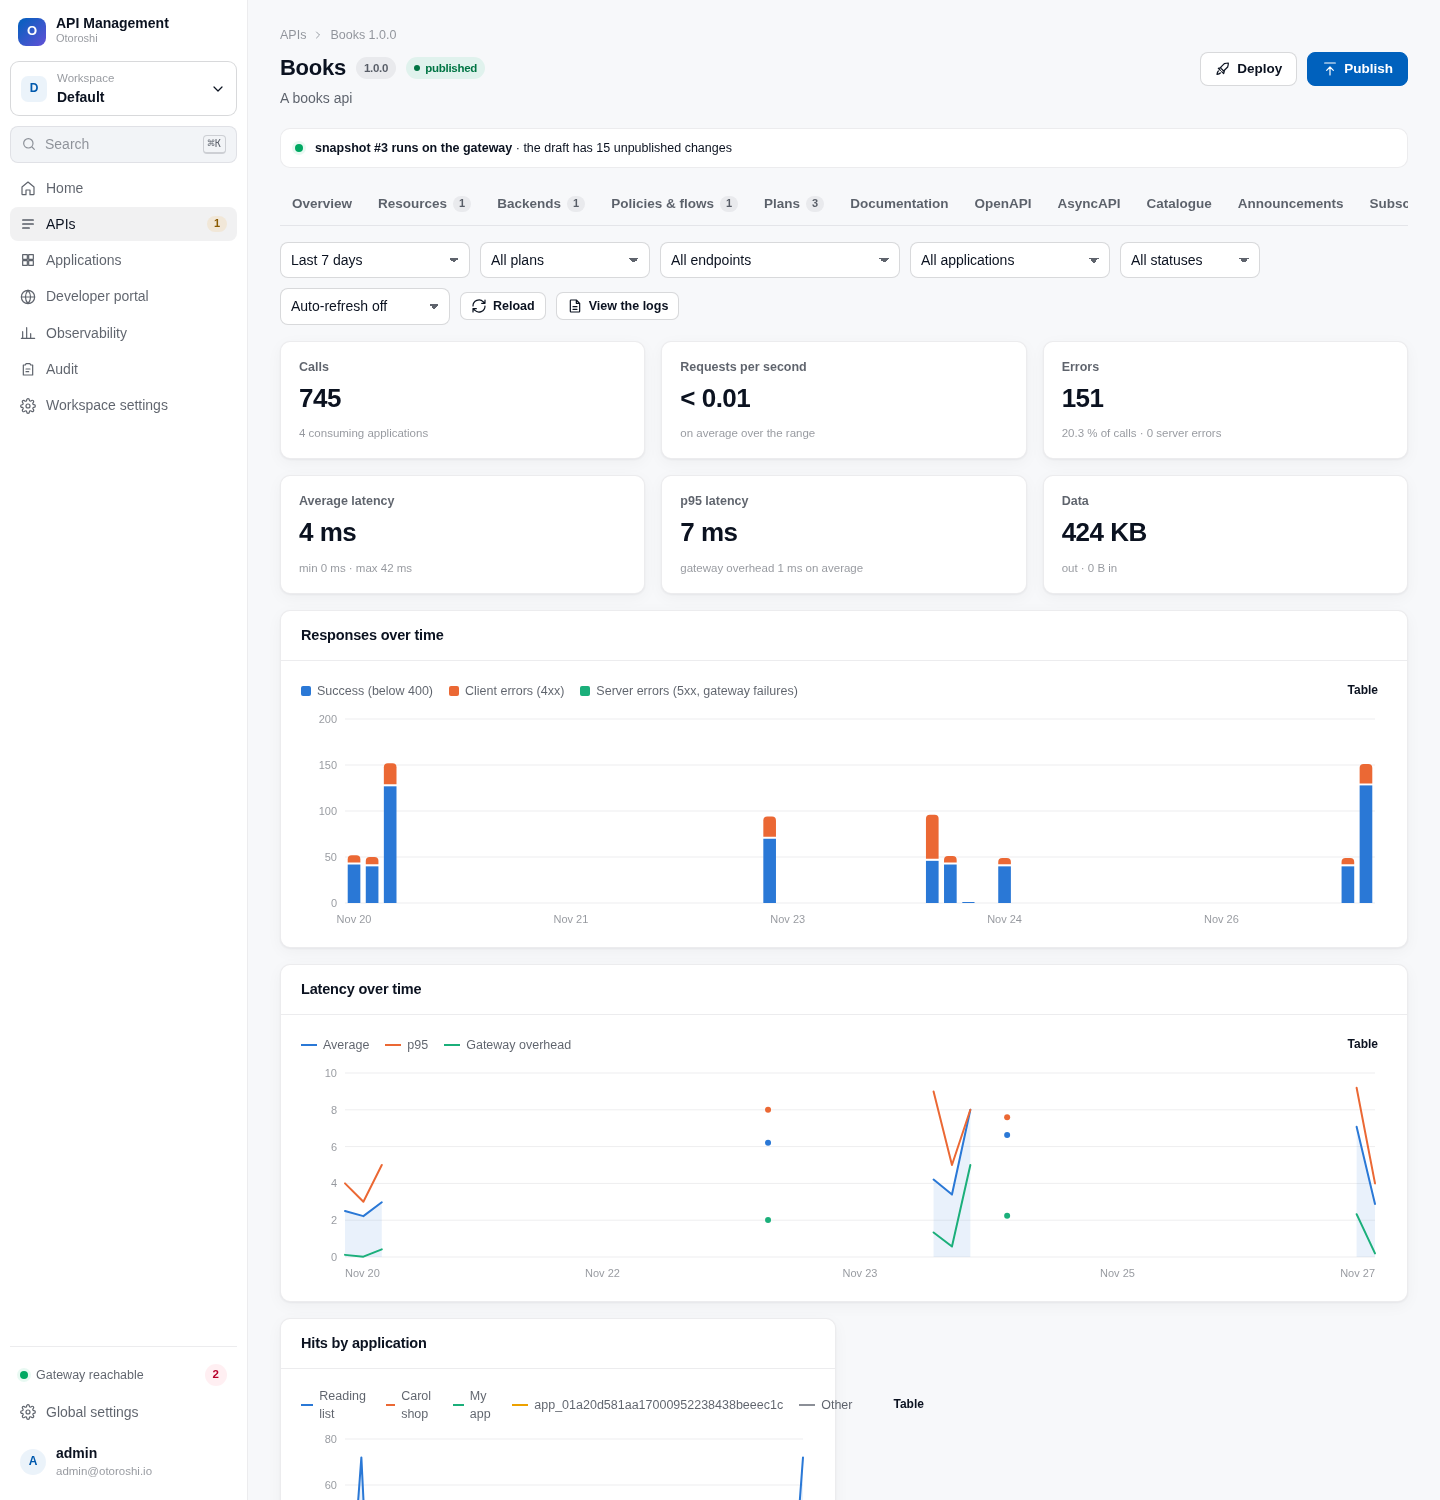 API Management
Otoroshi
O
D
Workspace
Default
Search
⌘K
Home
APIs
1
Applications
Developer portal
Observability
Audit
Workspace settings
Gateway reachable
2
Global settings
A
admin
admin@otoroshi.io
APIs > Books 1.0.0
Books 1.0.0 published
Deploy
Publish
A books api
snapshot #3 runs on the gateway · the draft has 15 unpublished changes
Overview Resources 1 Backends 1 Policies & flows 1 Plans 3 Documentation OpenAPI AsyncAPI Catalogue Announcements Subsc
Last 7 days All plans All endpoints All applications All statuses
Auto-refresh off Reload View the logs
Calls
745
4 consuming applications
Requests per second
< 0.01
on average over the range
Errors
151
20.3 % of calls · 0 server errors
Average latency
4 ms
min 0 ms · max 42 ms
p95 latency
7 ms
gateway overhead 1 ms on average
Data
424 KB
out · 0 B in
Responses over time
Success (below 400) Client errors (4xx) Server errors (5xx, gateway failures) Table
200
150
100
50
0
Nov 20 Nov 21 Nov 23 Nov 24 Nov 26
Latency over time
Average p95 Gateway overhead Table
10
8
6
4
2
0
Nov 20 Nov 22 Nov 23 Nov 25 Nov 27
Hits by application
Reading list Carol shop My app app_01a20d581aa17000952238438beeec1c Other Table
80
60